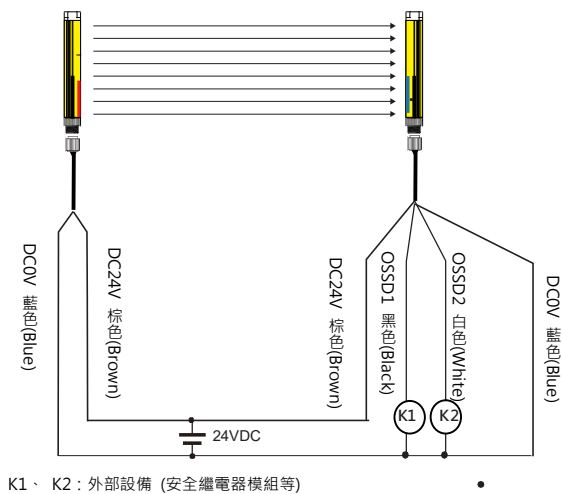 DC0V 藍色(Blue)
DC24V 棕色(Brown)
DC24V 棕色(Brown)
OSSD1 黑色(Black)
OSSD2 白色(White)
DC0V 藍色(Blue)
K1
K2
24VDC
K1、 K2：外部設備 (安全繼電器模組等)